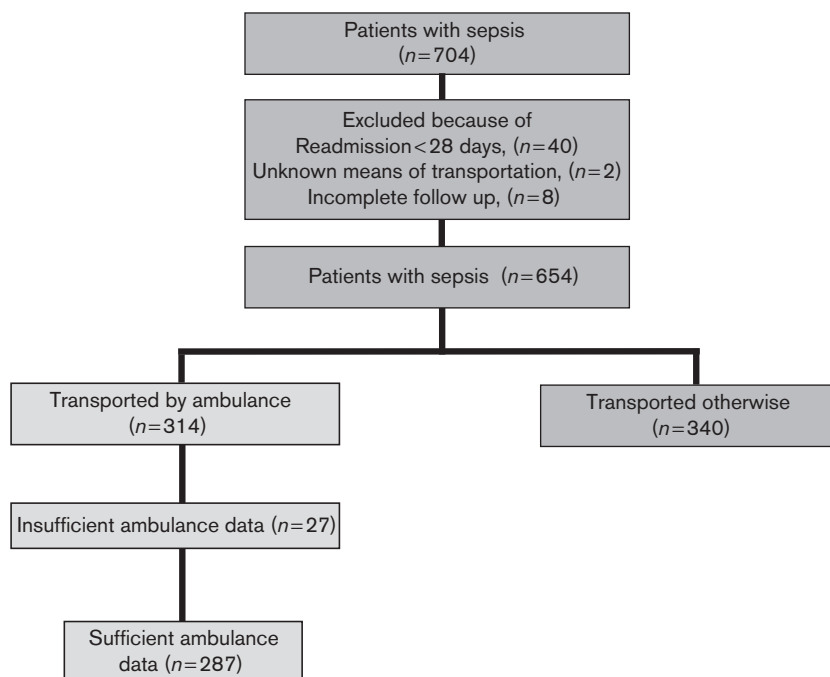 Patients with sepsis
(n=704)
Excluded because of
Readmission<28 days, (n=40)
Unknown means of transportation, (n=2)
Incomplete follow up, (n=8)
Patients with sepsis (n=654)
Transported by ambulance
(n=314)
Transported otherwise
(n=340)
Insufficient ambulance data (n=27)
Sufficient ambulance
data (n=287)